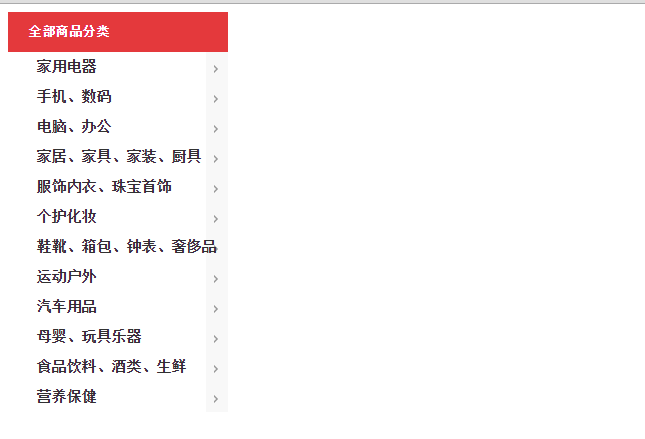 全部商品分类
家用电器
手机、数码
电脑、办公
家居、家具、家装、厨具
服饰内衣、珠宝首饰
个护化妆
鞋靴、箱包、钟表、奢侈品
运动户外
汽车用品
母婴、玩具乐器
食品饮料、酒类、生鲜
营养保健